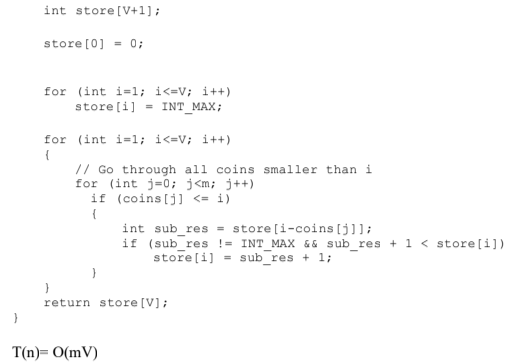 int store[V+1];
store[0] = 0;
for (int i=1; i<=V; i++)
store[i] = INT_MAX;
for (int i=1; i<=V; i++)
{
// Go through all coins smaller than i
for (int j=0; j<m; j++)
if (coins[j] <= i)
{
int sub_res = store[i-coins[j]];
if (sub_res != INT_MAX && sub_res + 1 < store[i])
store[i] = sub_res + 1;
}
}
return store[V];
}
T(n)= O(mV)